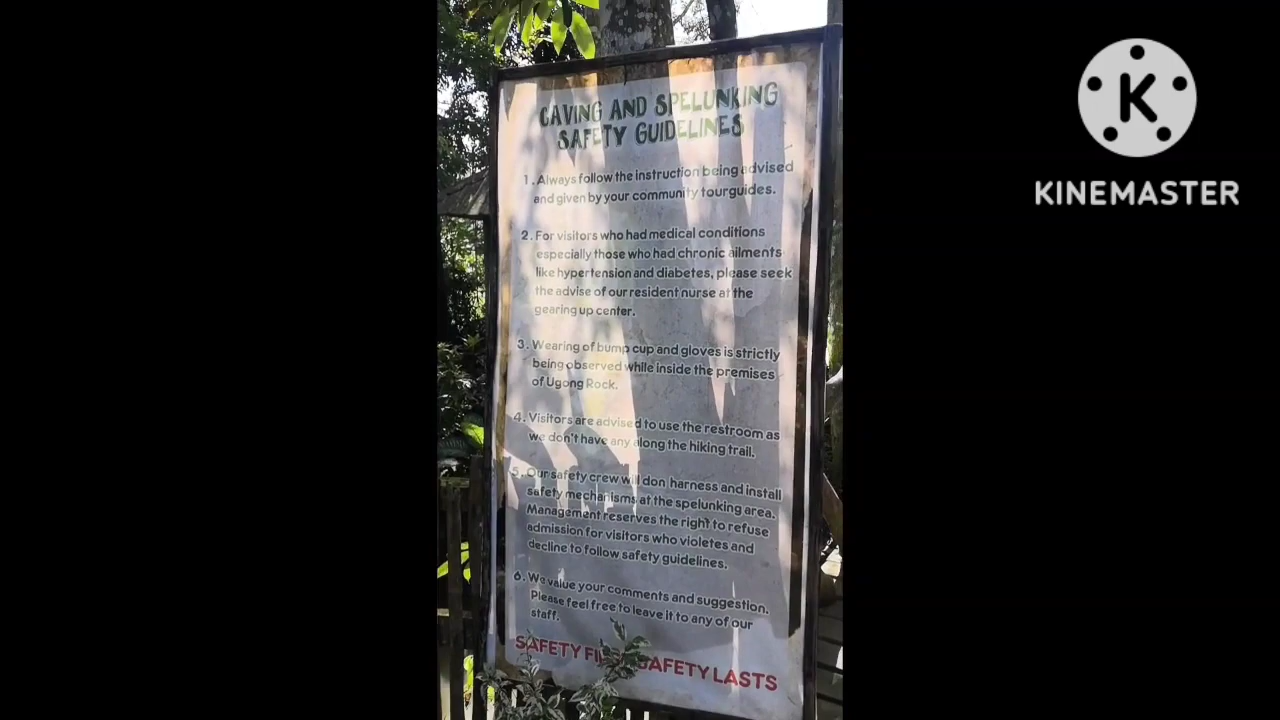 CAVING AND SPELUNKING
SAFETY GUIDELINES
1. Always follow the instruction being advised
and given by your community tourguides.
2. For visitors who had medical conditions
especially those who had chronic ailments
like hypertension and diabetes, please seek
the advise of our resident nurse at the
gearing up center.
3. Wearing of bump cup and gloves is strictly
being observed while inside the premises
of Ugong Rock.
4. Visitors are advised to use the restroom as
we don't have any along the hiking trail.
5. Our safety crew will don harness and install
safety mechanisms at the spelunking area.
Management reserves the right to refuse
admission for visitors who violetes and
decline to follow safety guidelines.
6. We value your comments and suggestion.
Please feel free to leave it to any of our
staff.
SAFETY SAFETY LASTS
K
KINEMASTER